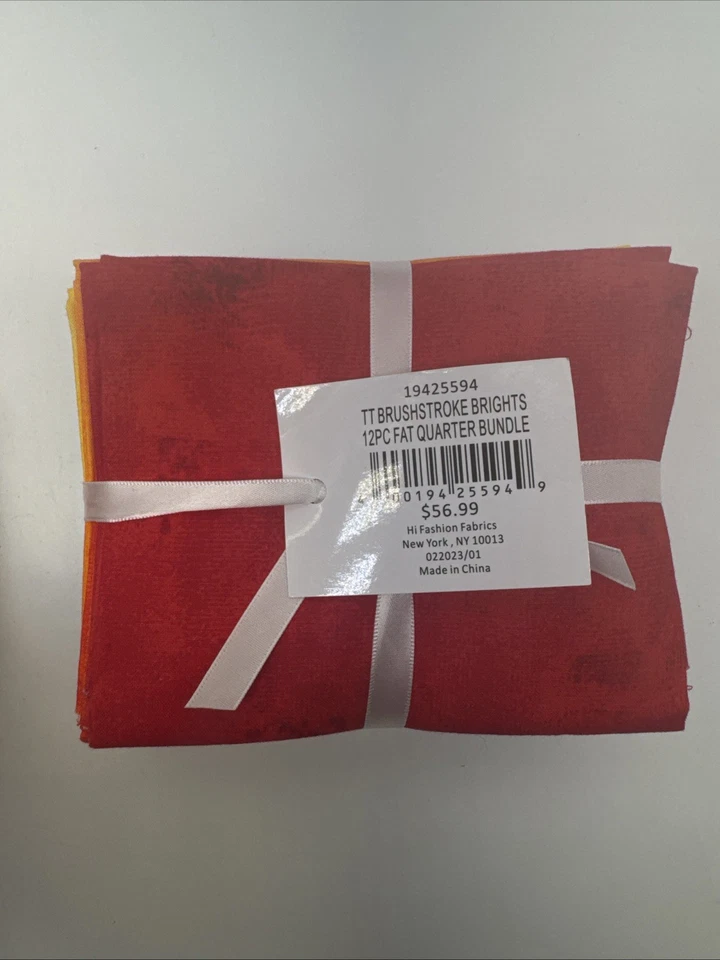 19425594
TT BRUSHSTROKE BRIGHTS
12PC FAT QUARTER BUNDLE
00194 25594 9
$56.99
Hi Fashion Fabrics
New York , NY 10013
022023/01
Made in China